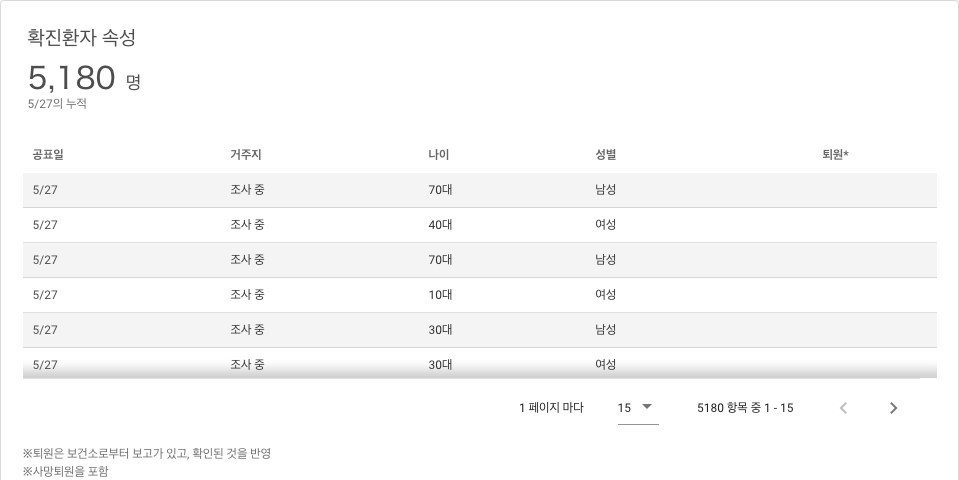 확진환자 속성
5,180 명
5/27의 누적
공표일 거주지 나이 성별 퇴원*
5/27 조사 중 70대 남성
5/27 조사 중 40대 여성
5/27 조사 중 70대 남성
5/27 조사 중 10대 여성
5/27 조사 중 30대 남성
5/27 조사 중 30대 여성
1 페이지 마다 15 5180 항목 중 1 - 15
※퇴원은 보건소로부터 보고가 있고, 확인된 것을 반영
※사망퇴원을 포함